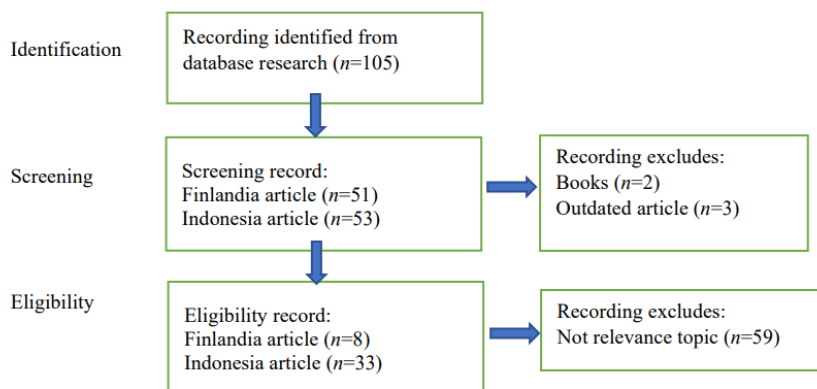 Identification
Recording identified from
database research (n=105)
Screening
Screening record:
Finlandia article (n=51)
Indonesia article (n=53)
Recording excludes:
Books (n=2)
Outdated article (n=3)
Eligibility
Eligibility record:
Finlandia article (n=8)
Indonesia article (n=33)
Recording excludes:
Not relevance topic (n=59)